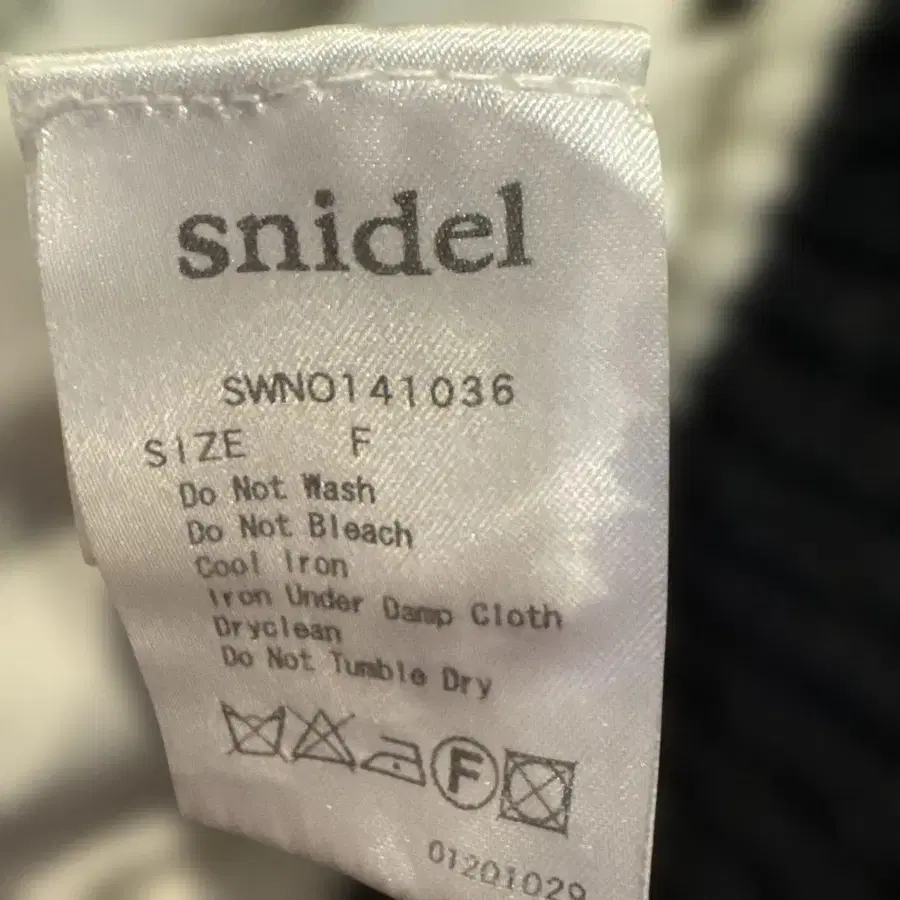 snidel
SWNO141036
SIZE F
Do Not Wash
Do Not Bleach
Cool Iron
Iron Under Damp Cloth
Dryclean
Do Not Tumble Dry
F
01201029